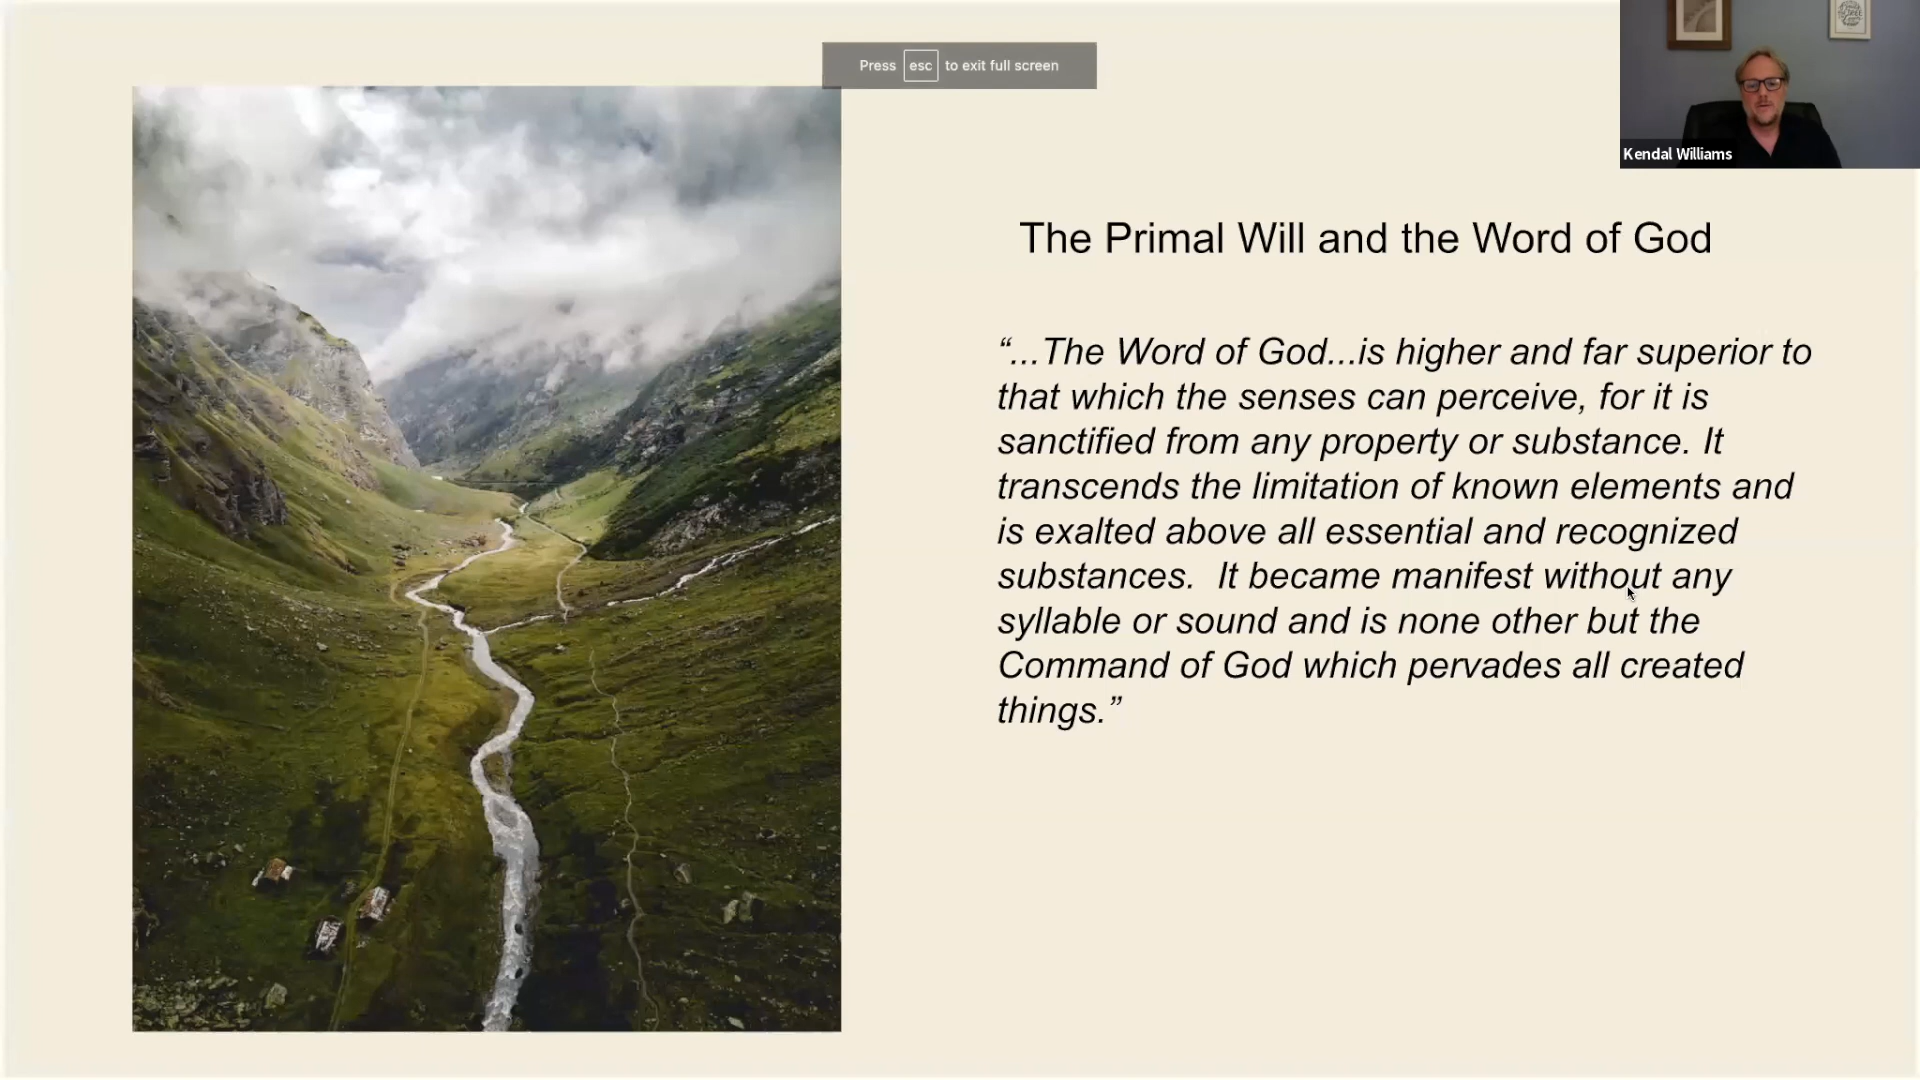 Press esc to exit full screen
Kendal Williams
The Primal Will and the Word of God
“...The Word of God...is higher and far superior to
that which the senses can perceive, for it is
sanctified from any property or substance. It
transcends the limitation of known elements and
is exalted above all essential and recognized
substances.  It became manifest without any
syllable or sound and is none other but the
Command of God which pervades all created
things.”